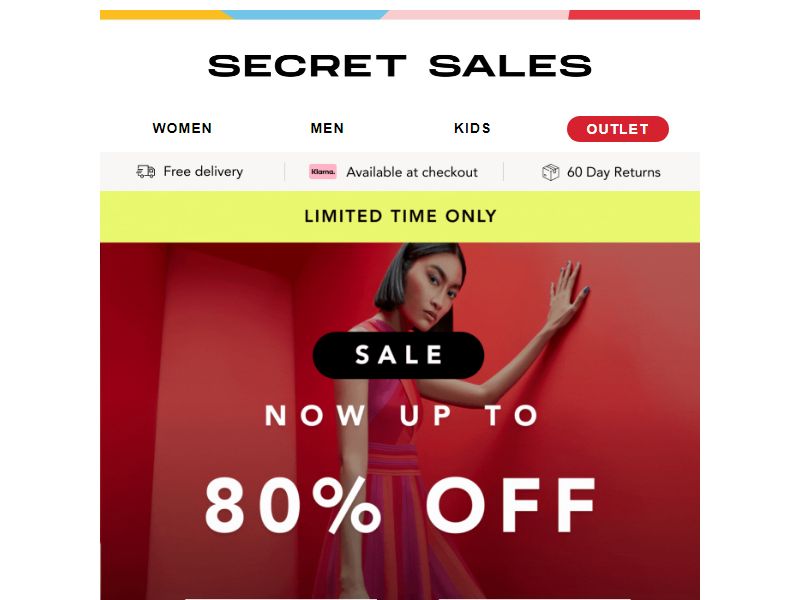 SECRET SALES
WOMEN MEN KIDS OUTLET
Free delivery Klarna. Available at checkout 60 Day Returns
LIMITED TIME ONLY
SALE
NOW UP TO
80% OFF